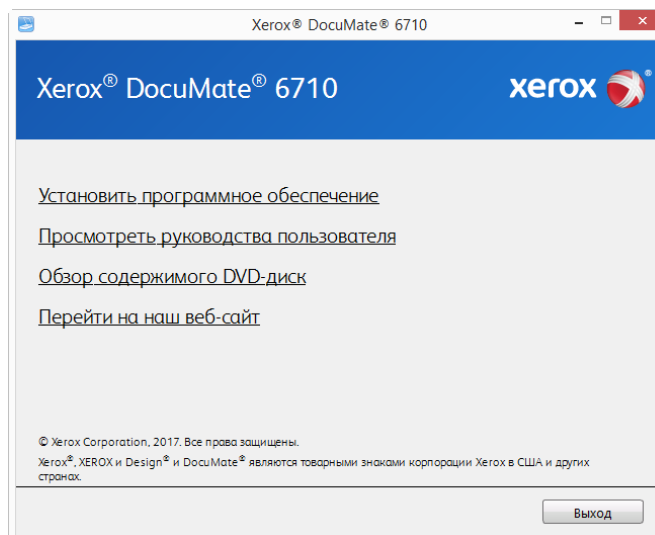 Xerox® DocuMate® 6710
Xerox® DocuMate® 6710
xerox ®
Установить программное обеспечение
Просмотреть руководства пользователя
Обзор содержимого DVD-диск
Перейти на наш веб-сайт
© Xerox Corporation, 2017. Все права защищены.
Xerox®, XEROX и Design® и DocuMate® являются товарными знаками корпорации Xerox в США и других
странах.
Выход